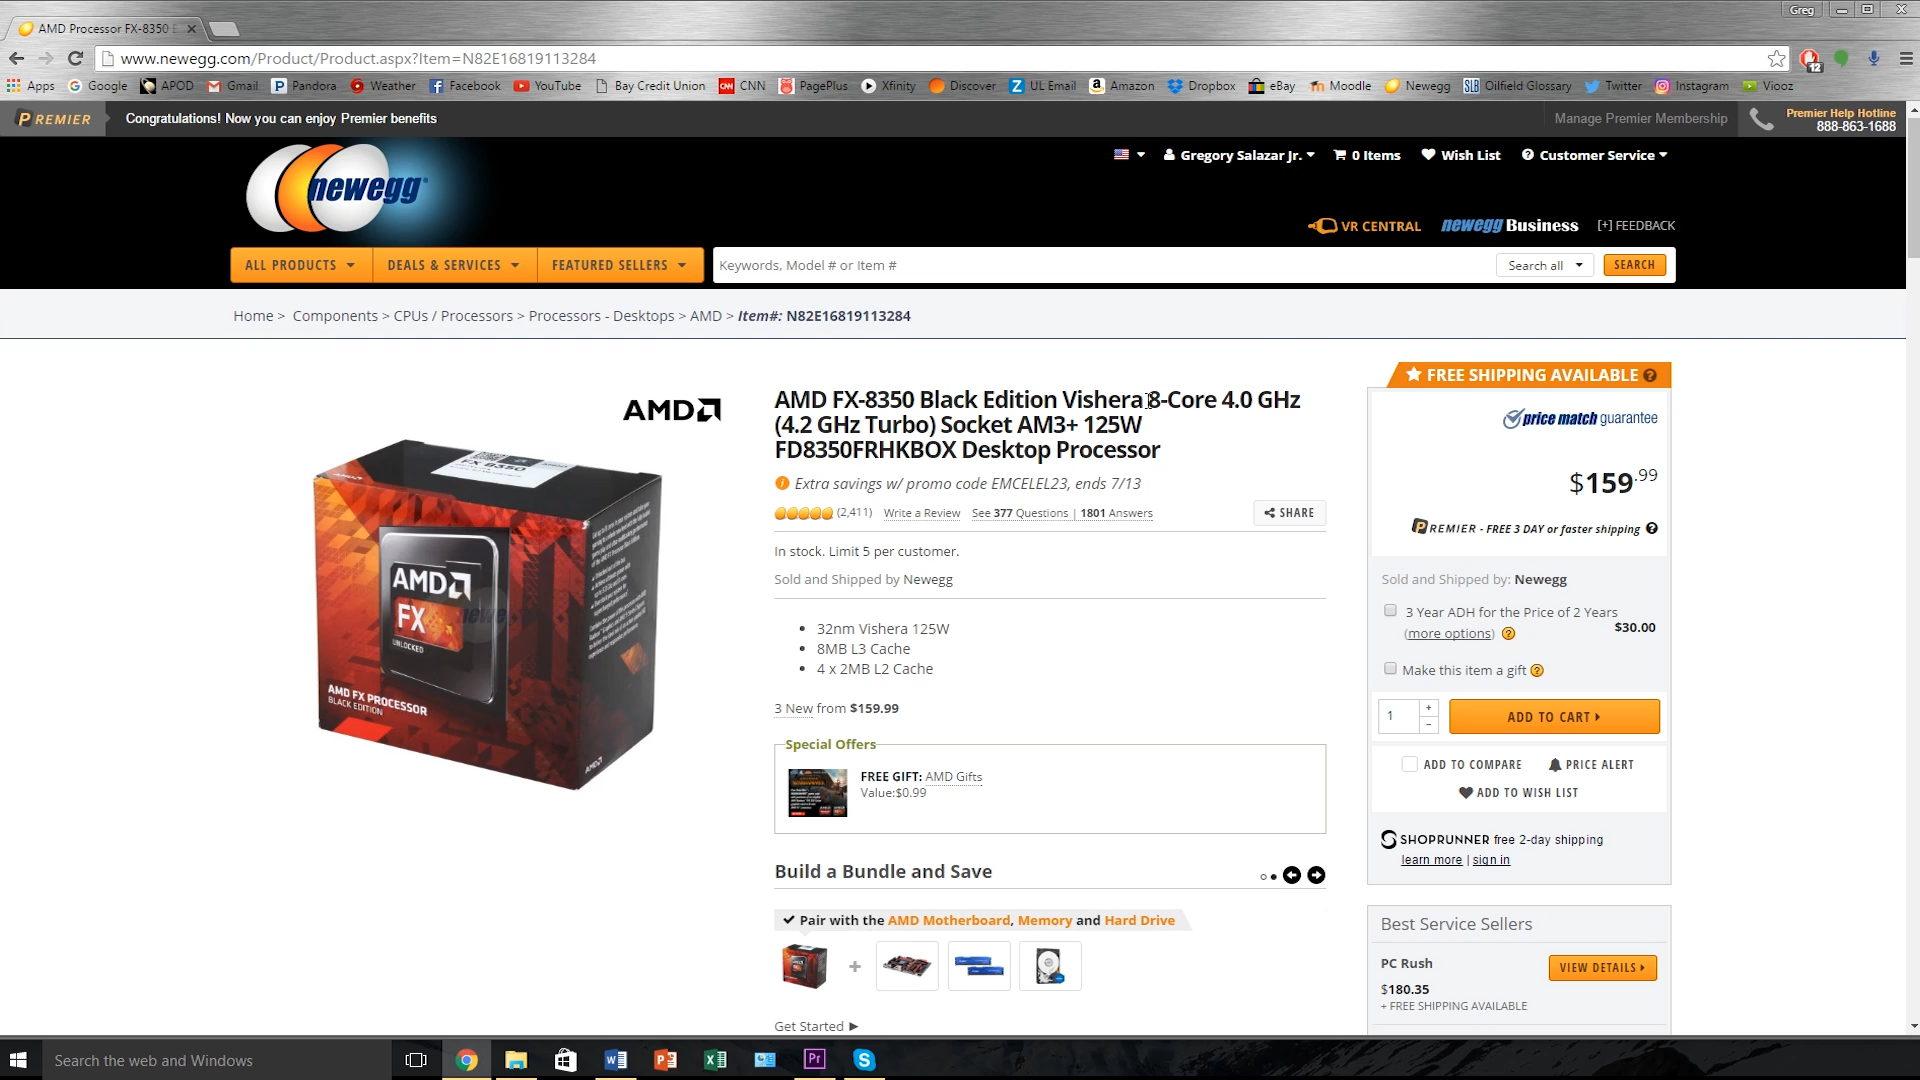 Greg
AMD Processor FX-8350 E
www.newegg.com/Product/Product.aspx?Item=N82E16819113284
12
Apps Google APOD Gmail Pandora Weather Facebook YouTube Bay Credit Union CNN PagePlus Xfinity Discover UL Email Amazon Dropbox eBay Moodle Newegg Oilfield Glossary Twitter Instagram Viooz
PREMIER Congratulations! Now you can enjoy Premier benefits Manage Premier Membership Premier Help Hotline
888-863-1688
newegg
Gregory Salazar Jr. 0 Items Wish List Customer Service
VR CENTRAL newegg Business [+] FEEDBACK
ALL PRODUCTS DEALS & SERVICES FEATURED SELLERS Keywords, Model # or Item # Search all SEARCH
Home > Components > CPUs / Processors > Processors - Desktops > AMD > Item#: N82E16819113284
AMD
FX 8350
AMD
FX
UNLOCKED
AMD FX PROCESSOR
BLACK EDITION
AMD
AMD FX-8350 Black Edition Vishera 8-Core 4.0 GHz
(4.2 GHz Turbo) Socket AM3+ 125W
FD8350FRHKBOX Desktop Processor
Extra savings w/ promo code EMCELEL23, ends 7/13
(2,411) Write a Review See 377 Questions | 1801 Answers SHARE
In stock. Limit 5 per customer.
Sold and Shipped by Newegg
• 32nm Vishera 125W
• 8MB L3 Cache
• 4 x 2MB L2 Cache
3 New from $159.99
Special Offers
FREE GIFT: AMD Gifts
Value:$0.99
Build a Bundle and Save
Pair with the AMD Motherboard, Memory and Hard Drive
+
Get Started
FREE SHIPPING AVAILABLE
price match guarantee
$159.99
PREMIER - FREE 3 DAY or faster shipping
Sold and Shipped by: Newegg
3 Year ADH for the Price of 2 Years
(more options) $30.00
Make this item a gift
1 + - ADD TO CART
ADD TO COMPARE PRICE ALERT
ADD TO WISH LIST
SHOPRUNNER free 2-day shipping
learn more | sign in
Best Service Sellers
PC Rush VIEW DETAILS
$180.35
+ FREE SHIPPING AVAILABLE
Search the web and Windows